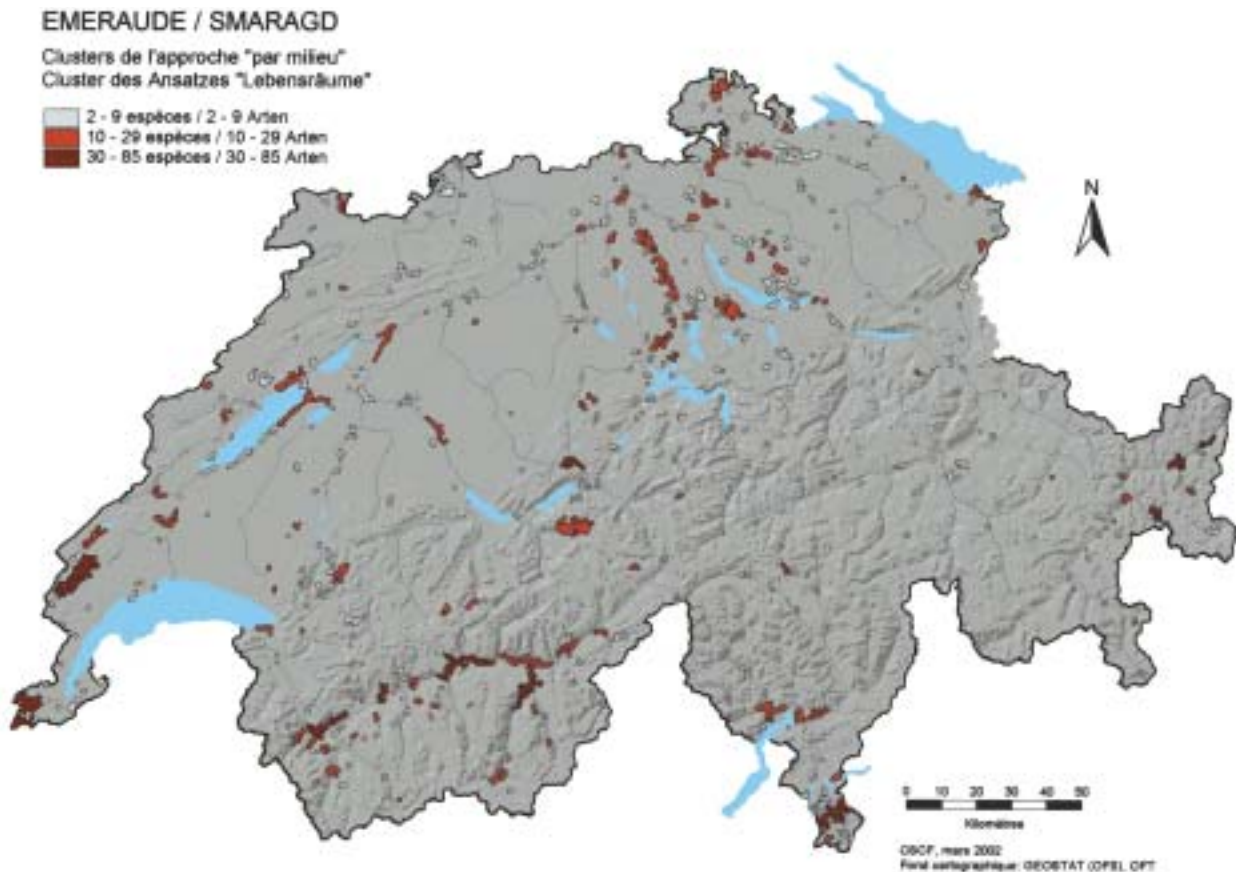 EMERAUDE / SMARAGD
Clusters de l'approche "par milieu"
Cluster des Ansatzes "Lebensräume"
2 - 9 espèces / 2 - 9 Arten
10 - 29 espèces / 10 - 29 Arten
30 - 85 espèces / 30 - 85 Arten
N
0 10 20 30 40 50
Kilomètres
CSCF, mars 2002
Fond cartographique: GEOSTAT (OFS), OFT